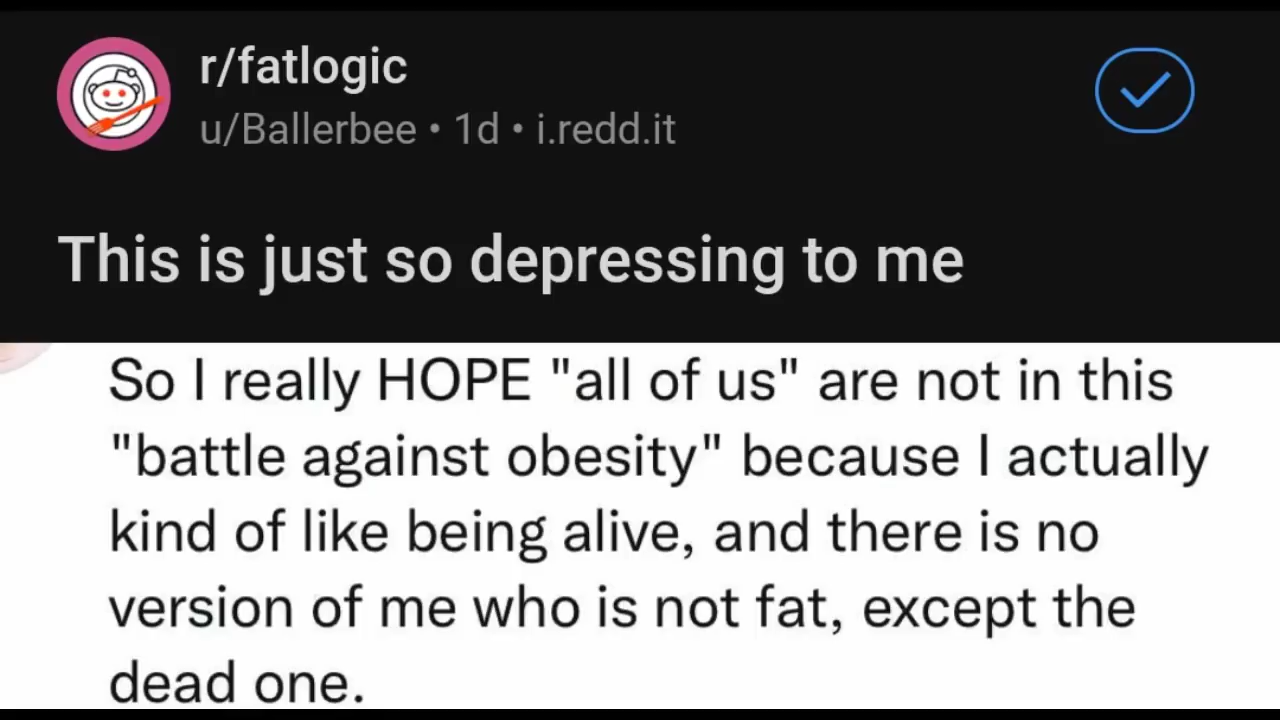 r/fatlogic
u/Ballerbee • 1d • i.redd.it
This is just so depressing to me
So I really HOPE "all of us" are not in this
"battle against obesity" because I actually
kind of like being alive, and there is no
version of me who is not fat, except the
dead one.